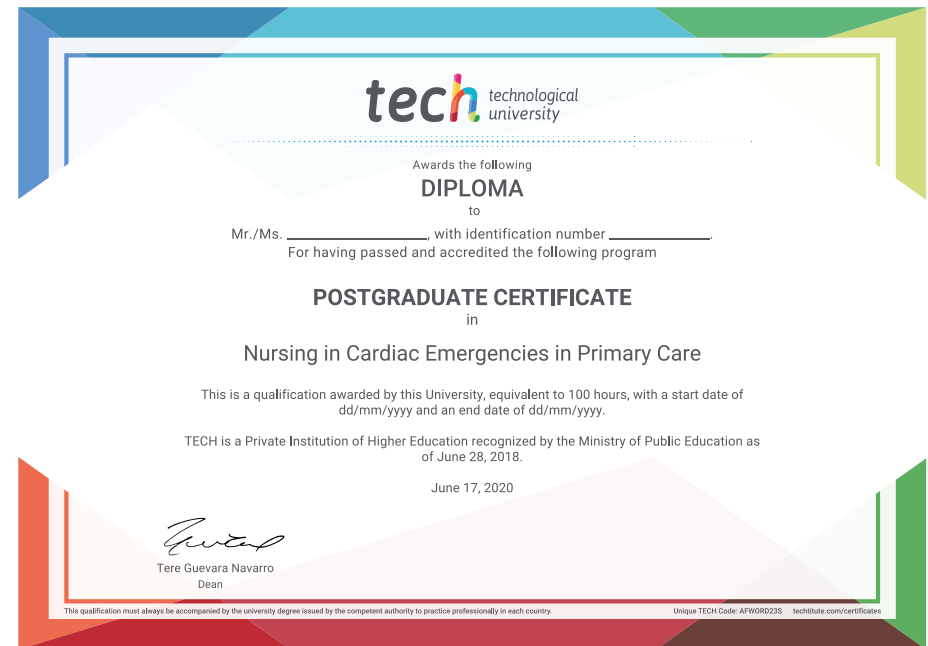 tech technological
university
Awards the following
DIPLOMA
to
Mr./Ms. ____________________, with identification number ______________.
For having passed and accredited the following program
POSTGRADUATE CERTIFICATE
in
Nursing in Cardiac Emergencies in Primary Care
This is a qualification awarded by this University, equivalent to 100 hours, with a start date of
dd/mm/yyyy and an end date of dd/mm/yyyy.
TECH is a Private Institution of Higher Education recognized by the Ministry of Public Education as
of June 28, 2018.
June 17, 2020
Tere Guevara Navarro
Dean
This qualification must always be accompanied by the university degree issued by the competent authority to practice professionally in each country.
Unique TECH Code: AFWORD23S techtitute.com/certificates